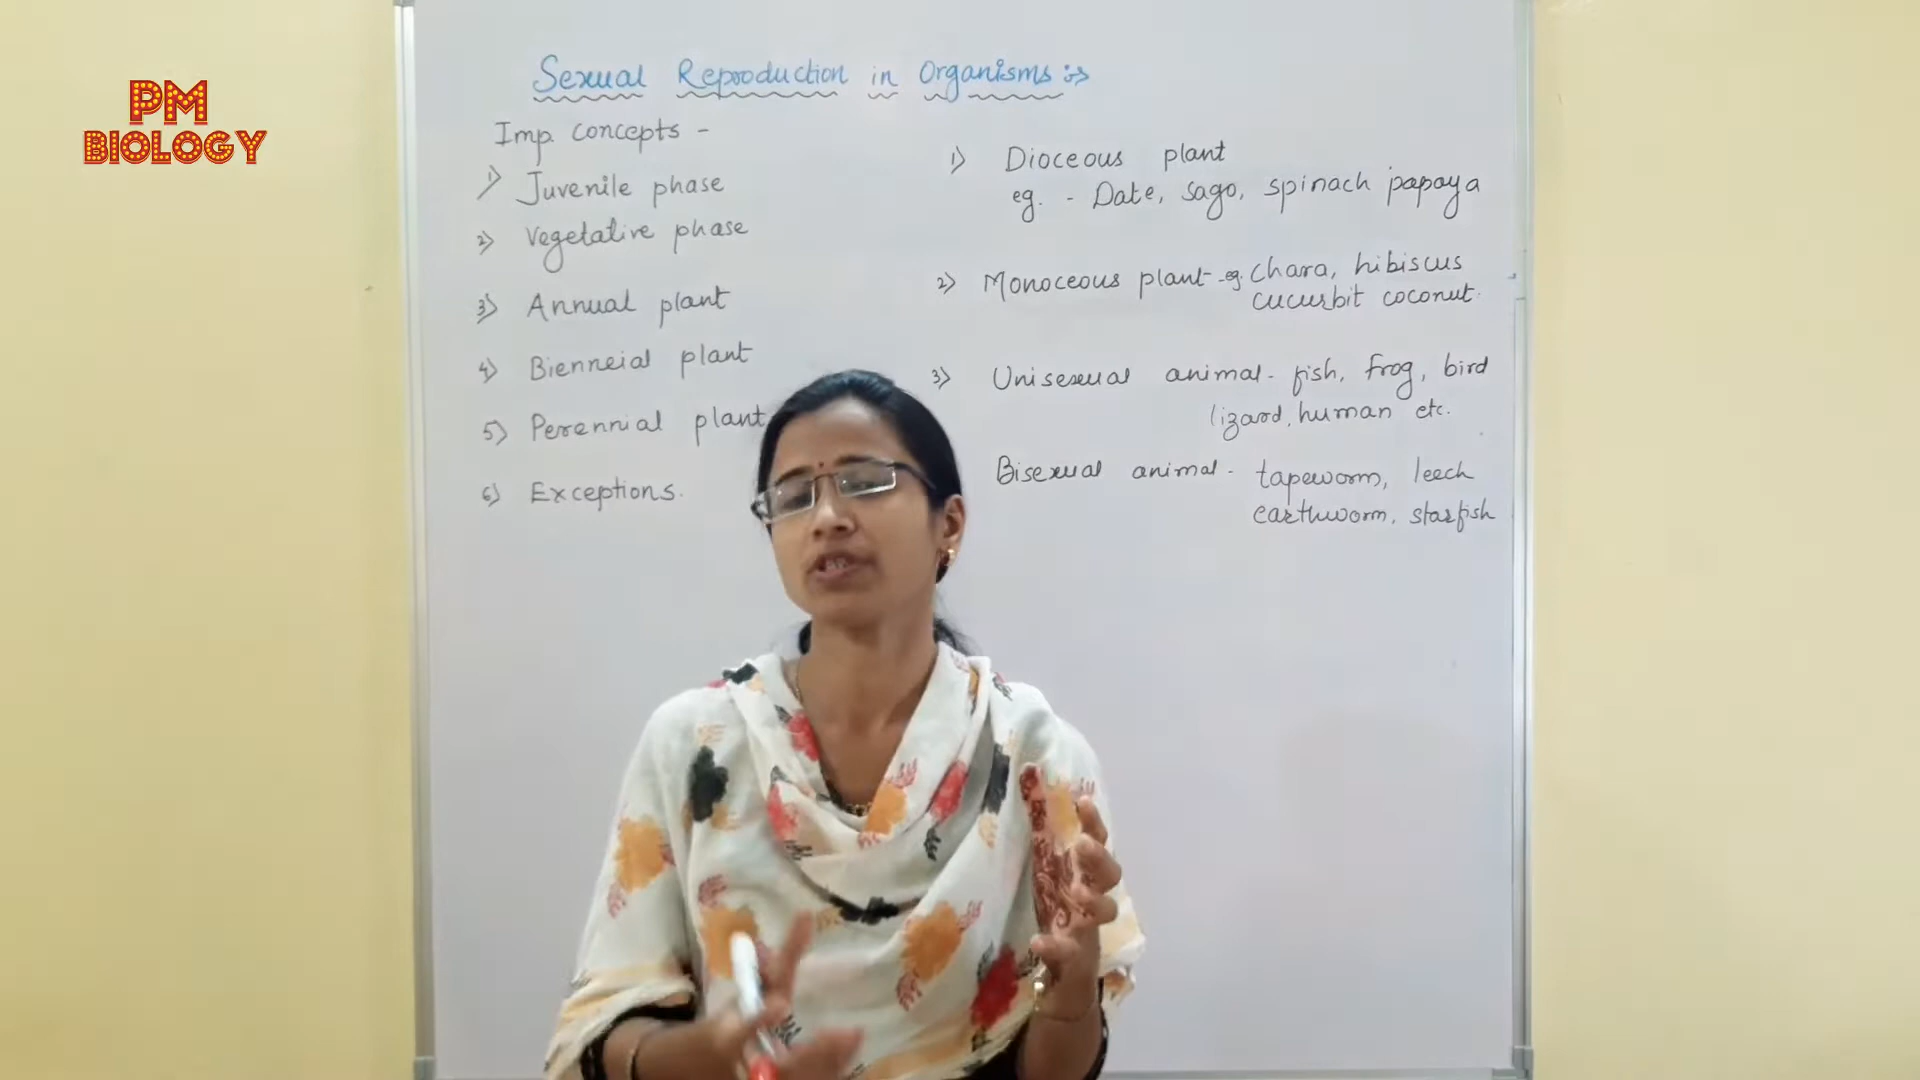 PM
BIOLOGY
Sexual Reproduction in Organisms :->
Imp. concepts -
1) Juvenile phase
2) Vegetative phase
3) Annual plant
4) Bienneial plant
5) Perennial plant
6) Exceptions.
1) Dioceous plant
eg. - Date, sago, spinach papaya
2) Monoceous plant - eg. chara, hibiscus
cucurbit coconut.
3) Unisexual animal - fish, frog, bird
lizard, human etc.
Bisexual animal - tapeworm, leech
earthworm, starfish